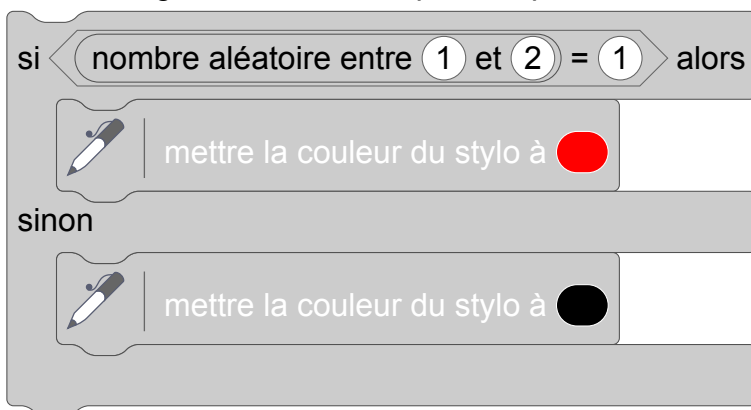 si nombre aléatoire entre 1 et 2 = 1 alors
mettre la couleur du stylo à
sinon
mettre la couleur du stylo à